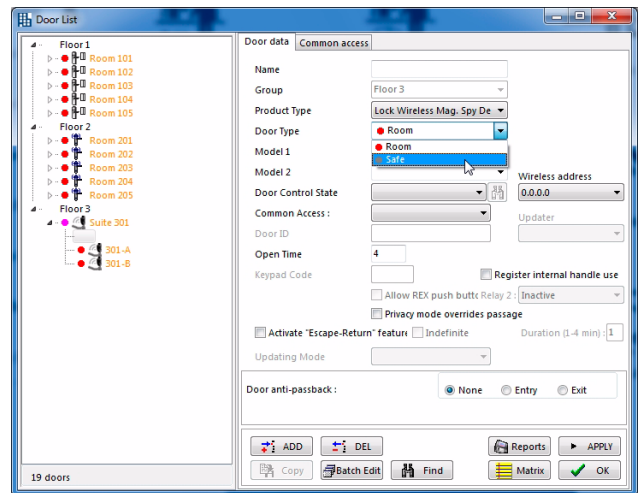 Door List
Floor 1
Room 101
Room 102
Room 103
Room 104
Room 105
Floor 2
Room 201
Room 202
Room 203
Room 204
Room 205
Floor 3
Suite 301
301-A
301-B
19 doors
Door data Common access
Name
Group Floor 3
Product Type Lock Wireless Mag. Spy De
Door Type Room
Room
Model 1 Safe
Model 2 Wireless address
Door Control State 0.0.0.0
Common Access : Updater
Door ID
Open Time 4
Keypad Code Register internal handle use
Allow REX push buttc Relay 2 : Inactive
Privacy mode overrides passage
Activate "Escape-Return" feature Indefinite Duration (1-4 min) : 1
Updating Mode
Door anti-passback : None Entry Exit
ADD DEL Reports APPLY
Copy Batch Edit Find Matrix OK